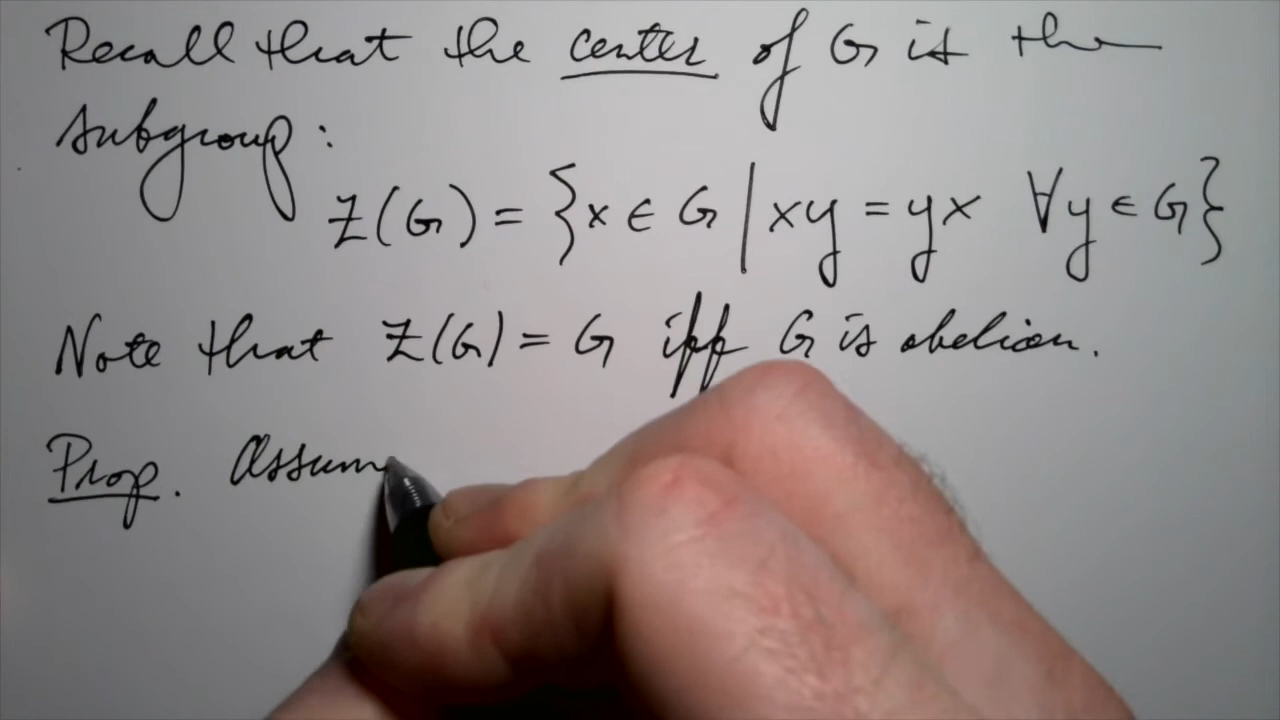 Recall that the center of G is the
subgroup:
Z(G) = {x ∈ G | xy = yx ∀y ∈ G}
Note that Z(G) = G iff G is abelian.
Prop. Assum